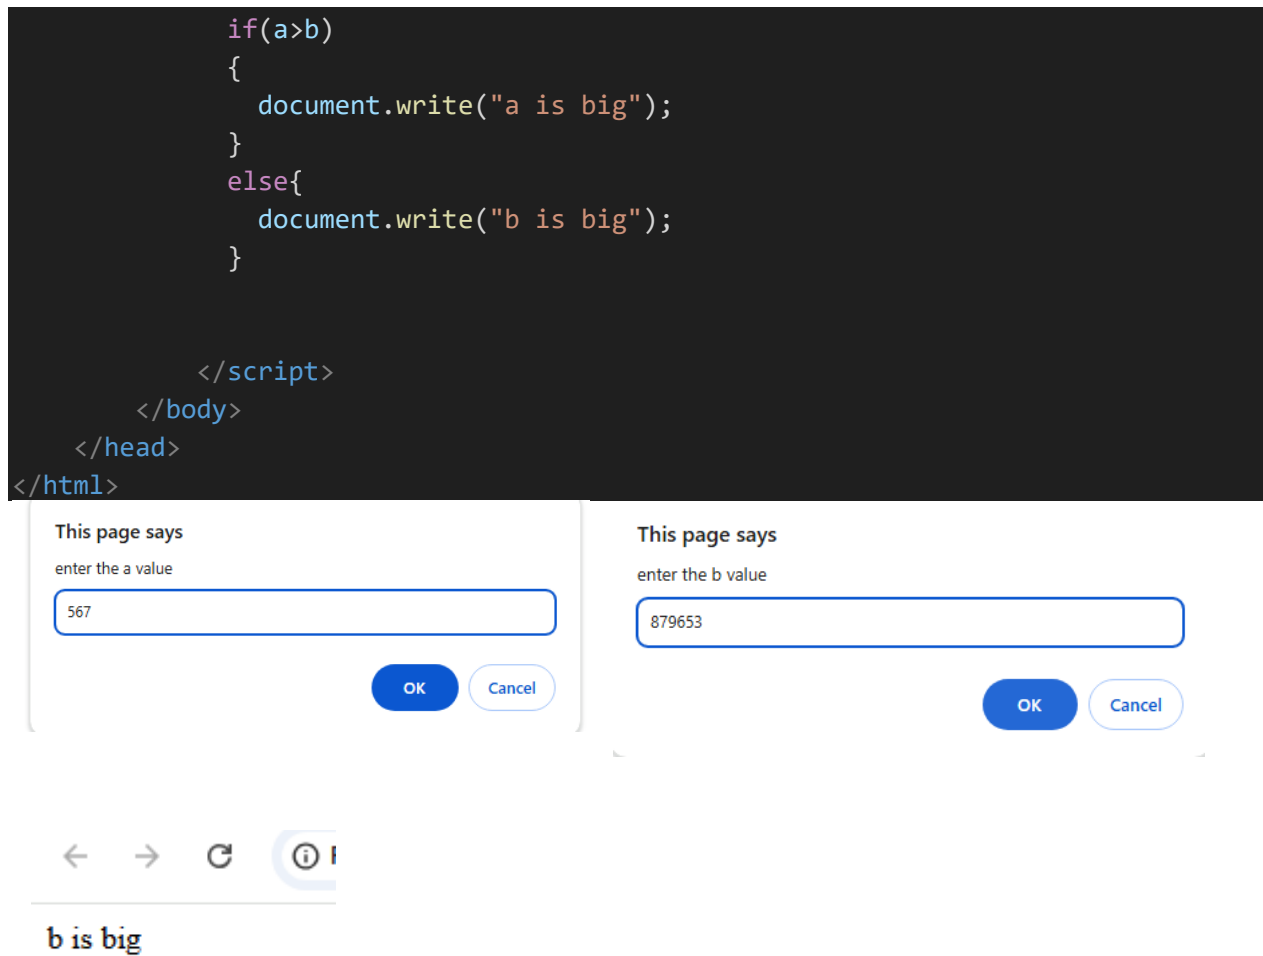 if(a>b)
{
document.write("a is big");
}
else{
document.write("b is big");
}
</script>
</body>
</head>
</html>
This page says
enter the a value
567
OK Cancel
This page says
enter the b value
879653
OK Cancel
b is big